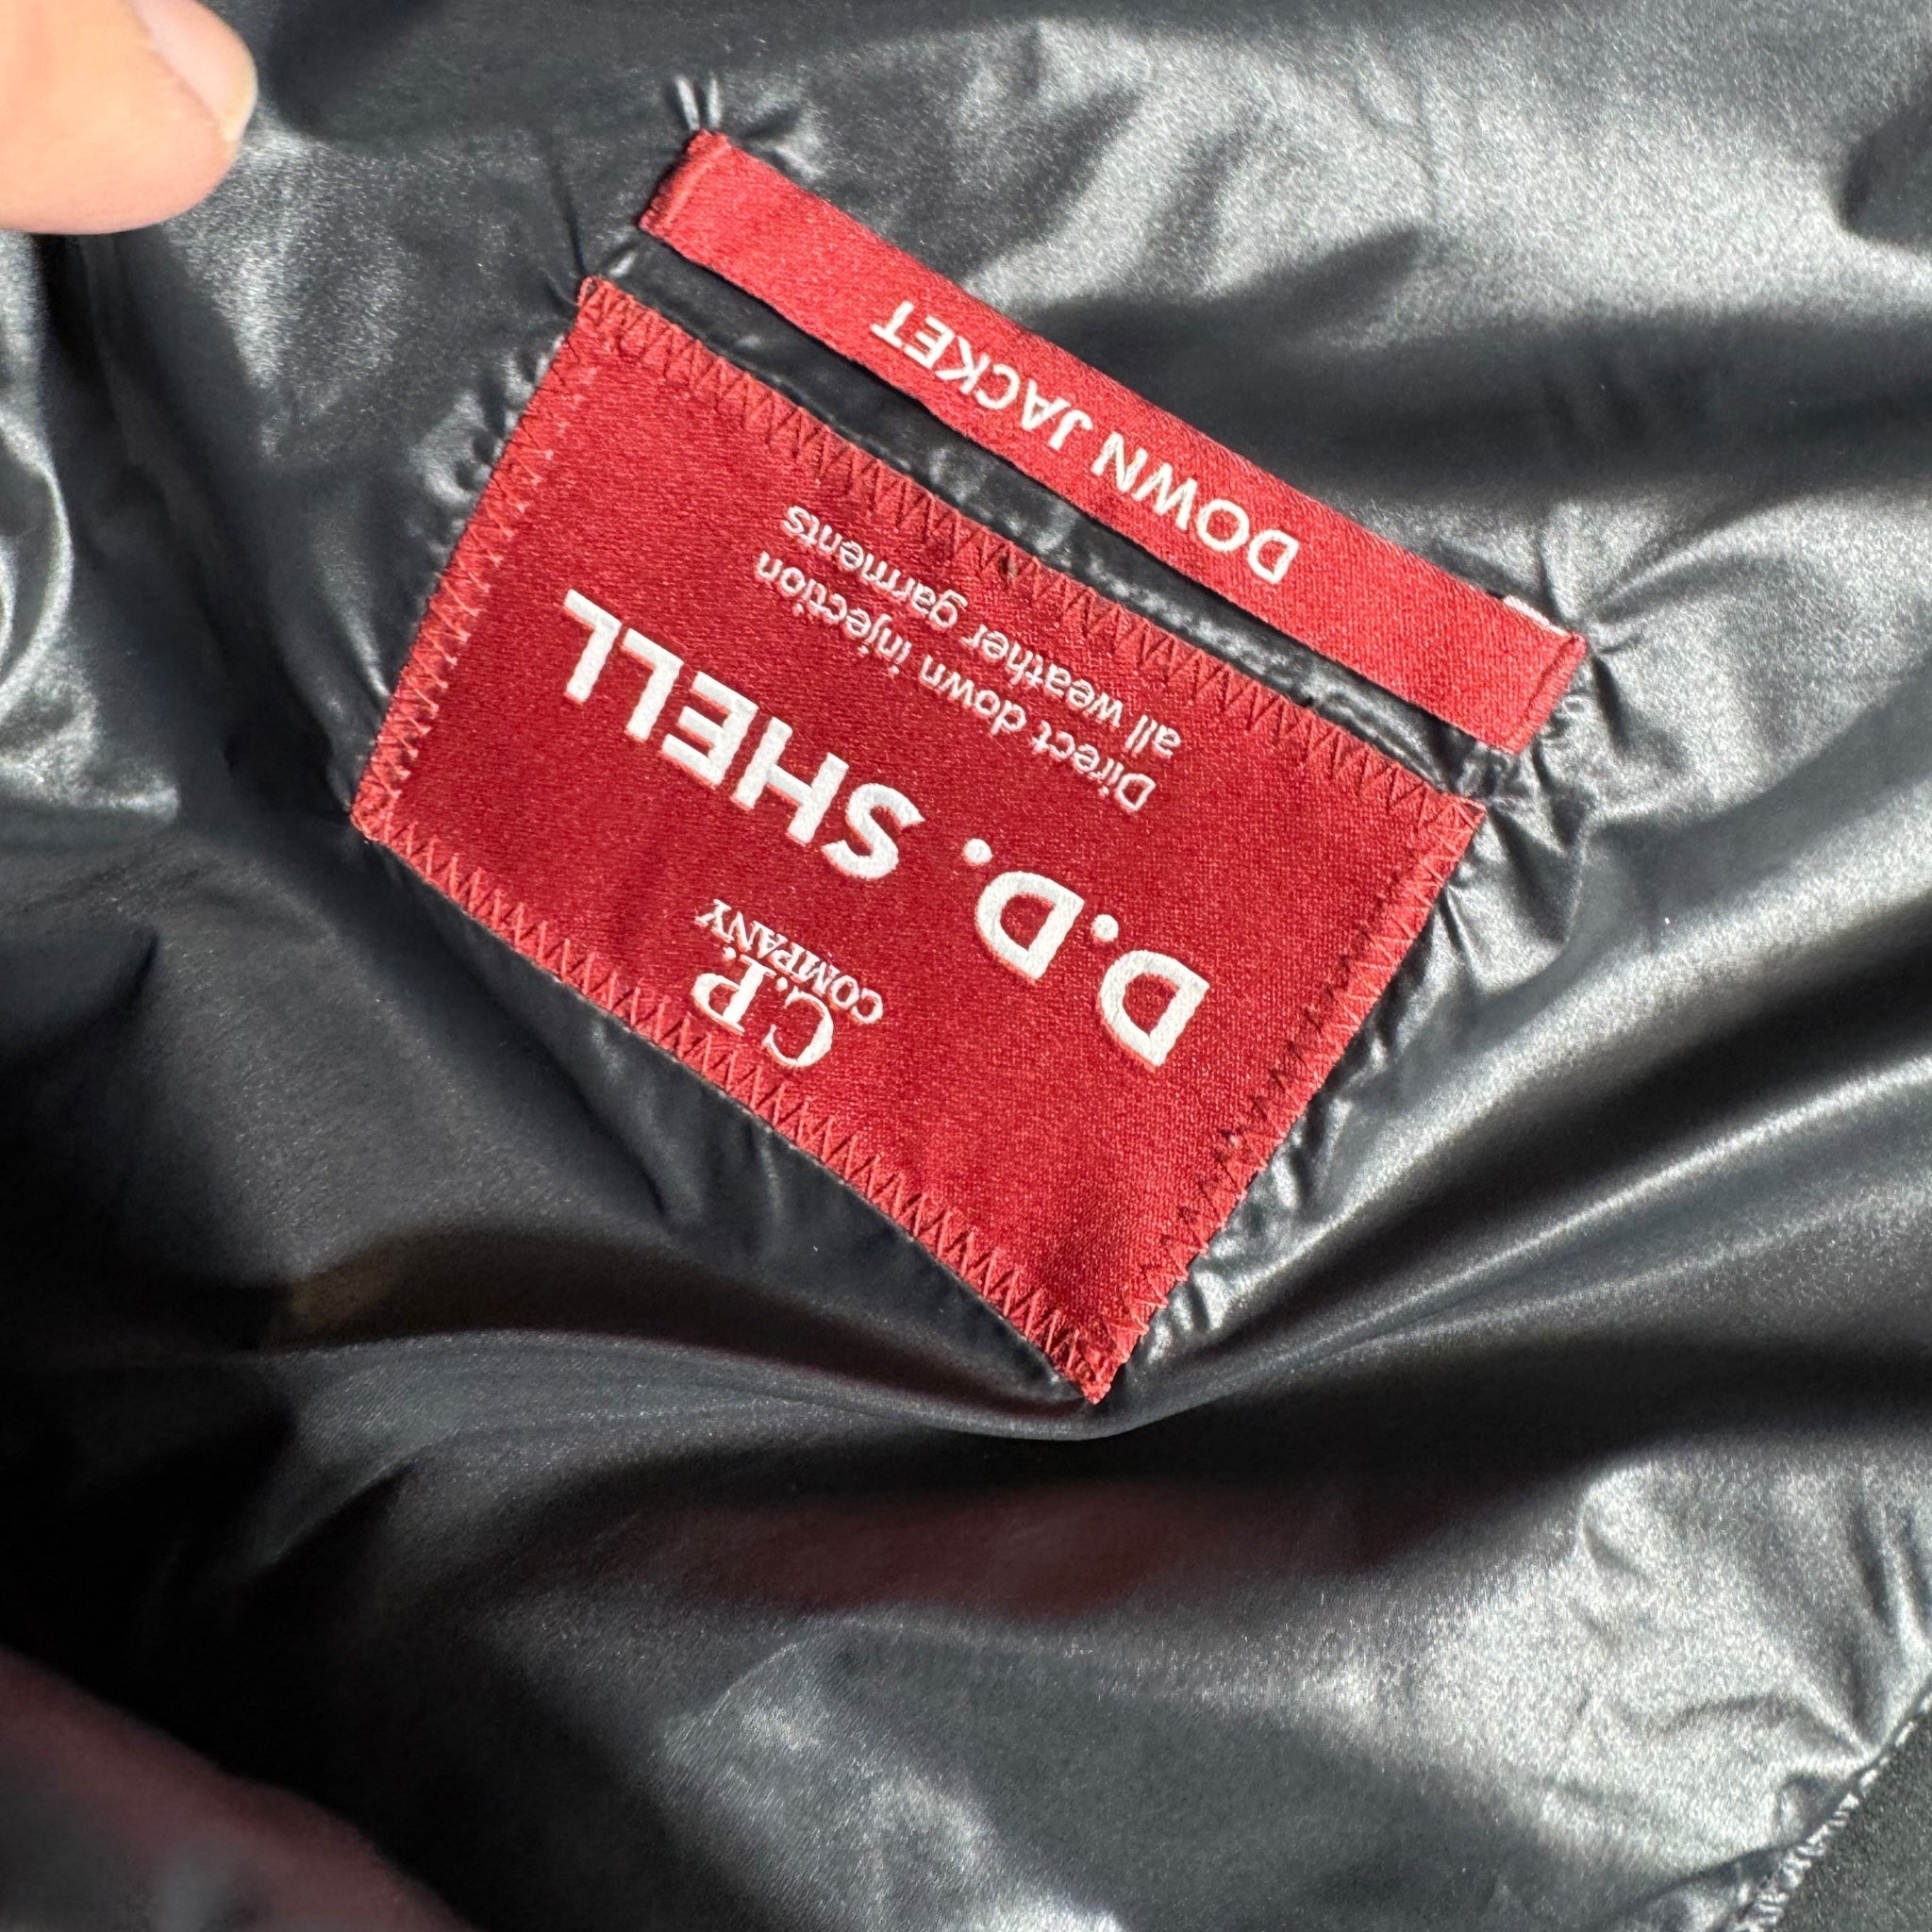 C.P.
COMPANY
D.D. SHELL
Direct down injection
all weather garments
DOWN JACKET